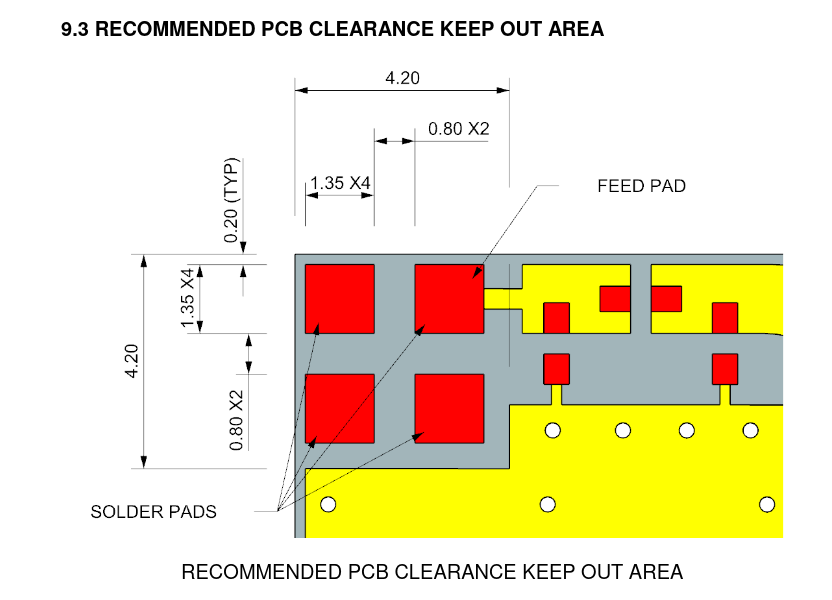 9.3 RECOMMENDED PCB CLEARANCE KEEP OUT AREA
4.20
0.80 X2
1.35 X4
FEED PAD
0.20 (TYP)
1.35 X4
4.20
0.80 X2
SOLDER PADS
RECOMMENDED PCB CLEARANCE KEEP OUT AREA